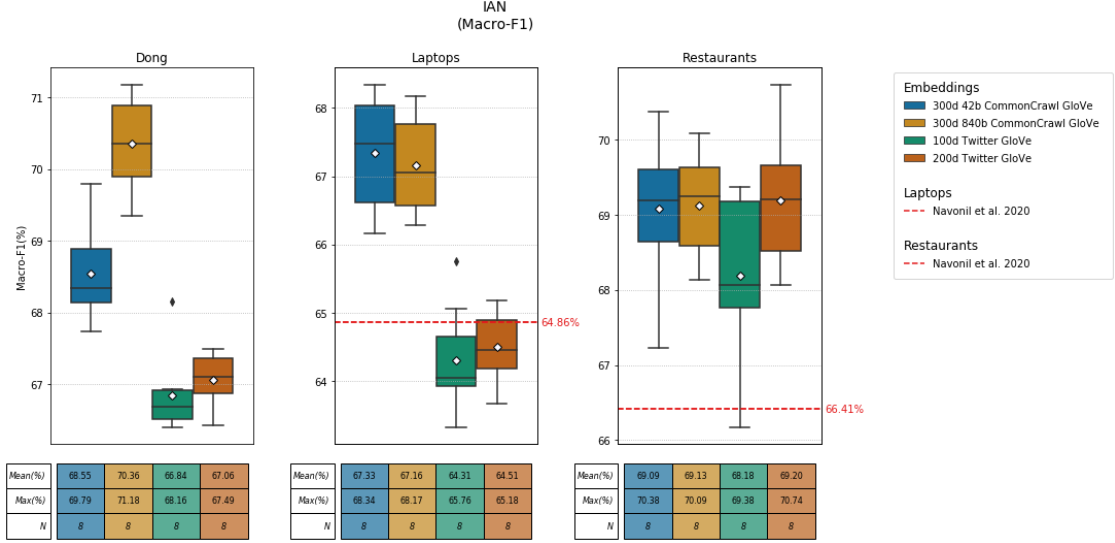 IAN
(Macro-F1)
Dong
Macro-F1(%)
71
70
69
68
67
Mean(%) 68.55 70.36 66.84 67.06
Max(%) 69.79 71.18 68.16 67.49
N 8 8 8 8
Laptops
68
67
66
65
64
64.86%
Mean(%) 67.33 67.16 64.31 64.51
Max(%) 68.34 68.17 65.76 65.18
N 8 8 8 8
Restaurants
70
69
68
67
66
66.41%
Mean(%) 69.09 69.13 68.18 69.20
Max(%) 70.38 70.09 69.38 70.74
N 8 8 8 8
Embeddings
300d 42b CommonCrawl GloVe
300d 840b CommonCrawl GloVe
100d Twitter GloVe
200d Twitter GloVe
Laptops
Navonil et al. 2020
Restaurants
Navonil et al. 2020